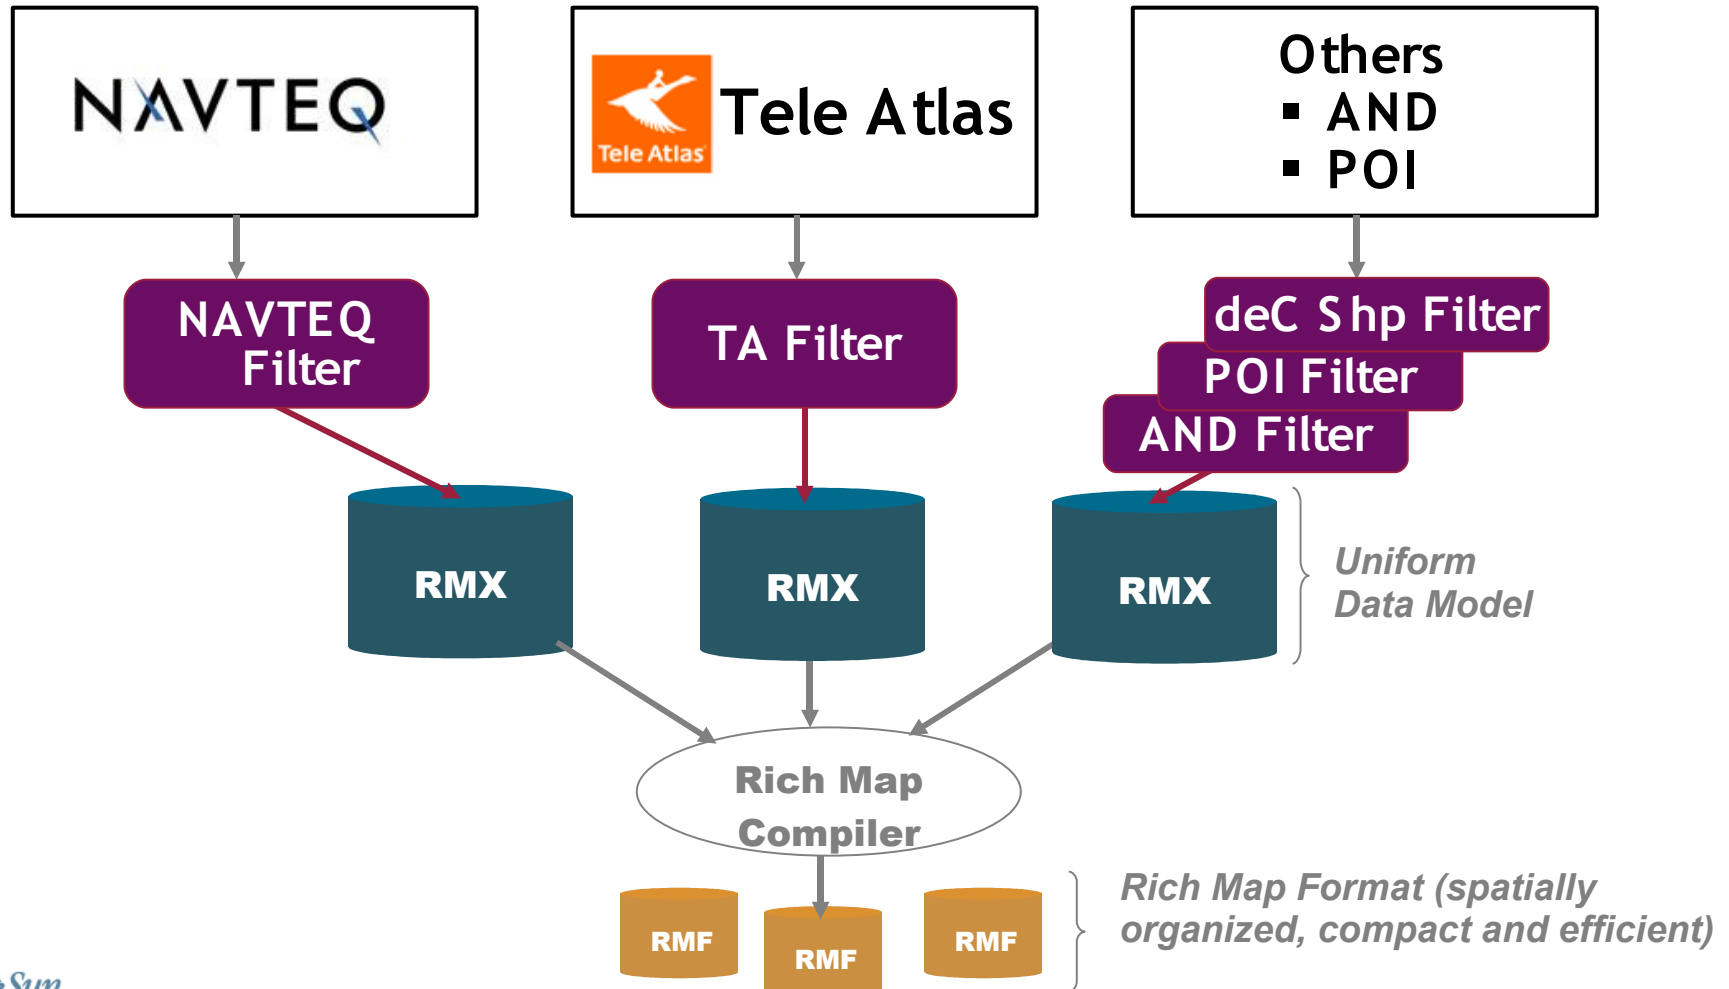 NAVTEQ
Tele Atlas
Tele Atlas
Others
▪ AND
▪ POI
NAVTEQ
Filter
TA Filter
deC Shp Filter
POI Filter
AND Filter
RMX
RMX
RMX
Uniform
Data Model
Rich Map
Compiler
RMF
RMF
RMF
Rich Map Format (spatially
organized, compact and efficient)
Sun